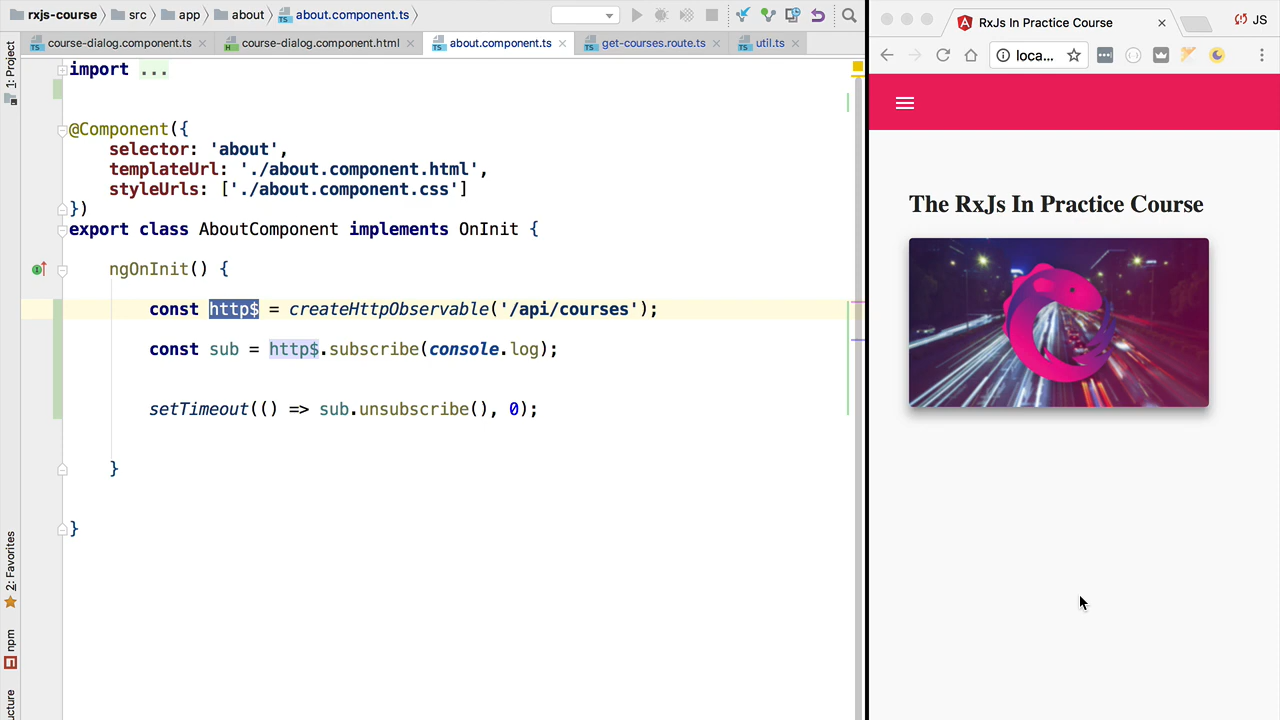 rxjs-course src app about about.component.ts
course-dialog.component.ts course-dialog.component.html about.component.ts get-courses.route.ts util.ts
1: Project
2: Favorites
npm
ucture
import ...
@Component({
selector: 'about',
templateUrl: './about.component.html',
styleUrls: ['./about.component.css']
})
export class AboutComponent implements OnInit {
ngOnInit() {
const http$ = createHttpObservable('/api/courses');
const sub = http$.subscribe(console.log);
setTimeout(() => sub.unsubscribe(), 0);
}
}
RxJs In Practice Course
JS
loca...
The RxJs In Practice Course